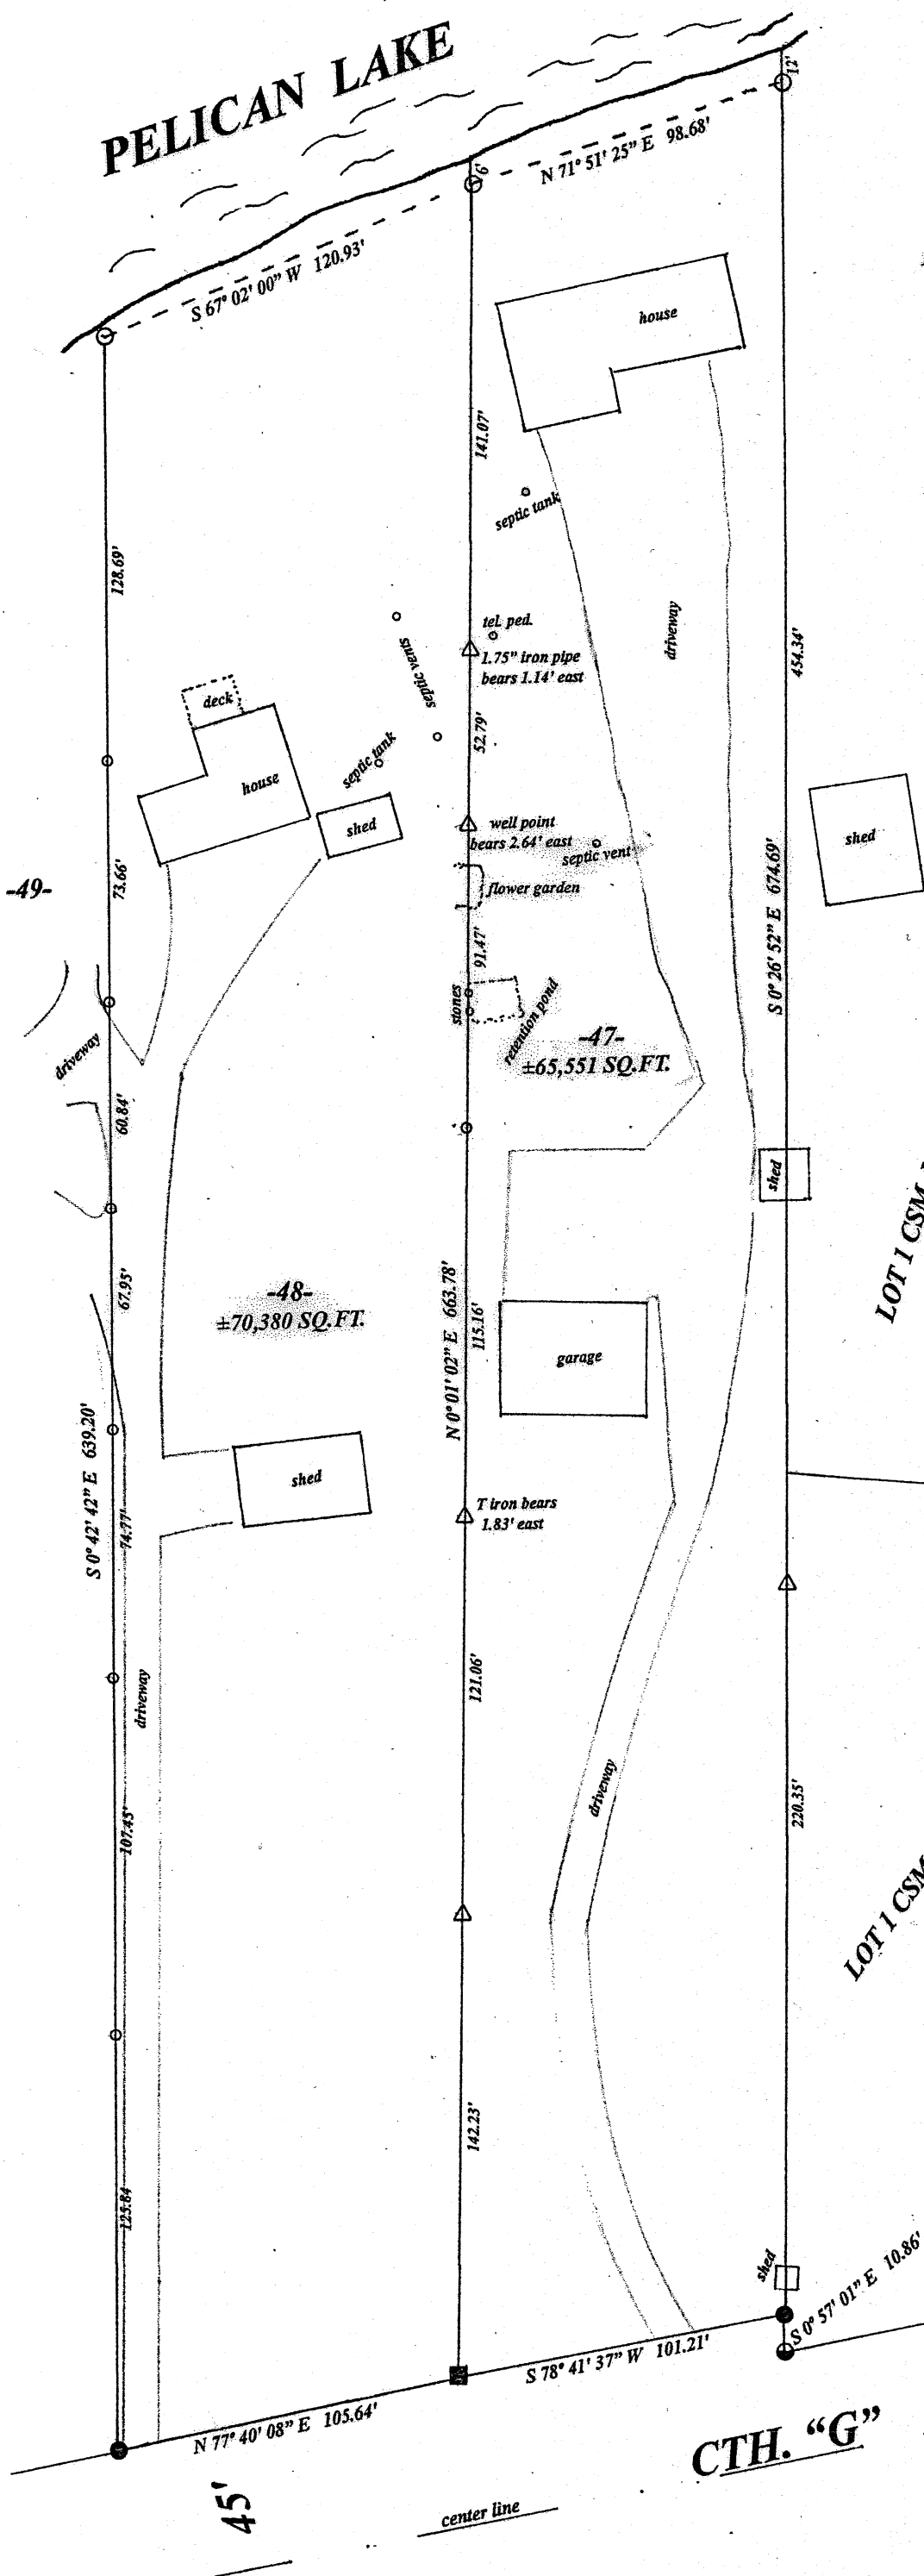 PELICAN LAKE
12'
6'
N 71° 51' 25" E 98.68'
S 67° 02' 00" W 120.93'
house
141.07'
septic tank
128.69'
tel. ped.
driveway
1.75" iron pipe
bears 1.14' east
454.34'
septic vents
deck
52.79'
septic tank
house
shed
well point
bears 2.64' east
septic vent
shed
-49-
73.66'
flower garden
S 0° 26' 52" E 674.69'
91.47'
stones
retention pond
-47-
±65,551 SQ.FT.
driveway
60.84'
shed
LOT 1 CSM
67.95'
-48-
±70,380 SQ.FT.
N 0° 01' 02" E 663.78'
115.16'
garage
S 0° 42' 42" E 639.20'
74.77'
shed
T iron bears
1.83' east
driveway
121.06'
driveway
220.35'
107.45'
LOT 1 CSM
142.23'
125.84
shed
S 0° 57' 01" E 10.86'
S 78° 41' 37" W 101.21'
N 77° 40' 08" E 105.64'
CTH. "G"
45'
center line